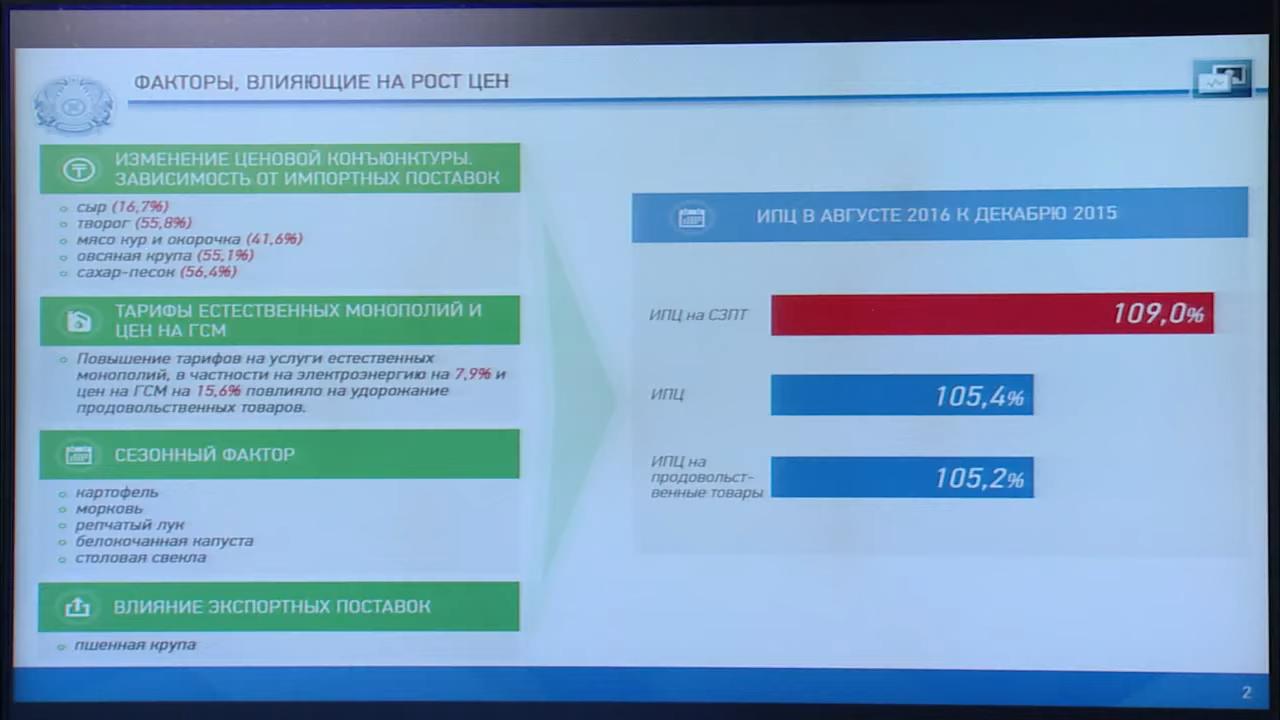 ФАКТОРЫ, ВЛИЯЮЩИЕ НА РОСТ ЦЕН
ИЗМЕНЕНИЕ ЦЕНОВОЙ КОНЪЮНКТУРЫ.
ЗАВИСИМОСТЬ ОТ ИМПОРТНЫХ ПОСТАВОК
сыр (16,7%)
творог (55,8%)
мясо кур и окорочка (41,6%)
овсяная крупа (55,1%)
сахар-песок (56,4%)
ТАРИФЫ ЕСТЕСТВЕННЫХ МОНОПОЛИЙ И
ЦЕН НА ГСМ
Повышение тарифов на услуги естественных
монополий, в частности на электроэнергию на 7,9% и
цен на ГСМ на 15,6% повлияло на удорожание
продовольственных товаров.
СЕЗОННЫЙ ФАКТОР
картофель
морковь
репчатый лук
белокочанная капуста
столовая свекла
ВЛИЯНИЕ ЭКСПОРТНЫХ ПОСТАВОК
пшенная крупа
ИПЦ В АВГУСТЕ 2016 К ДЕКАБРЮ 2015
ИПЦ на СЗПТ
109,0%
ИПЦ
105,4%
ИПЦ на
продовольст-
венные товары
105,2%
2